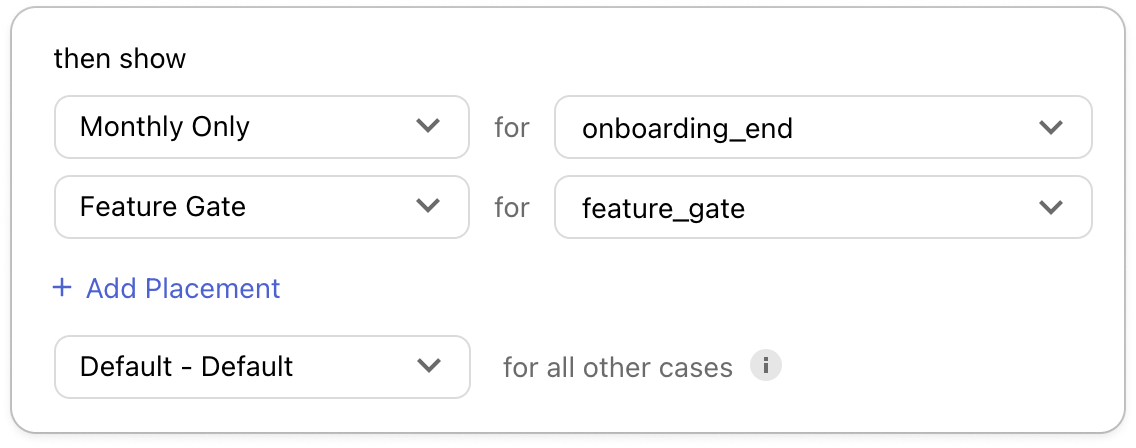 then show
Monthly Only for onboarding_end
Feature Gate for feature_gate
+ Add Placement
Default - Default for all other cases i